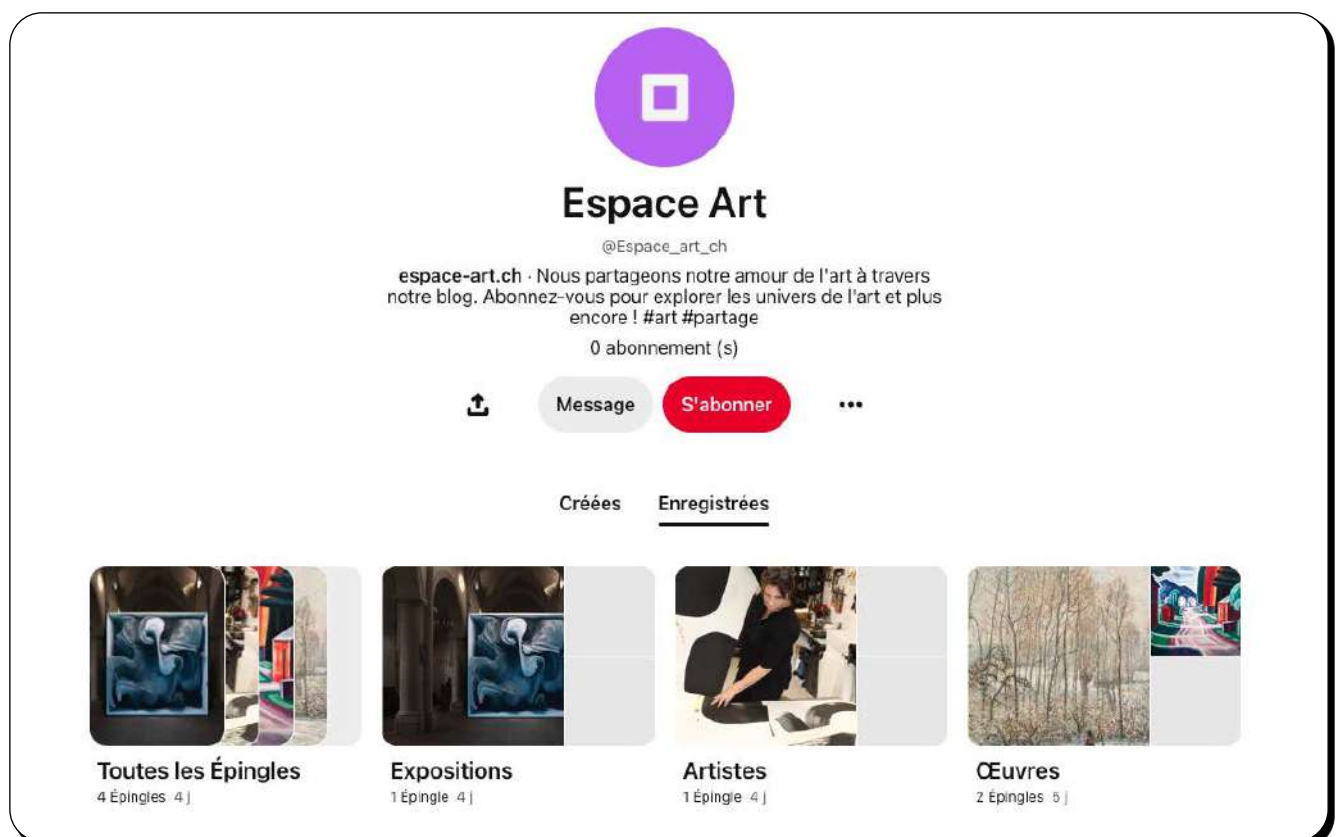 Espace Art
@Espace_art_ch
espace-art.ch · Nous partageons notre amour de l'art à travers
notre blog. Abonnez-vous pour explorer les univers de l'art et plus
encore ! #art #partage
0 abonnement (s)
Message
S'abonner
Créées
Enregistrées
Toutes les Épingles
4 Épingles 4 j
Expositions
1 Épingle 4 j
Artistes
1 Épingle 4 j
Œuvres
2 Épingles 5 j